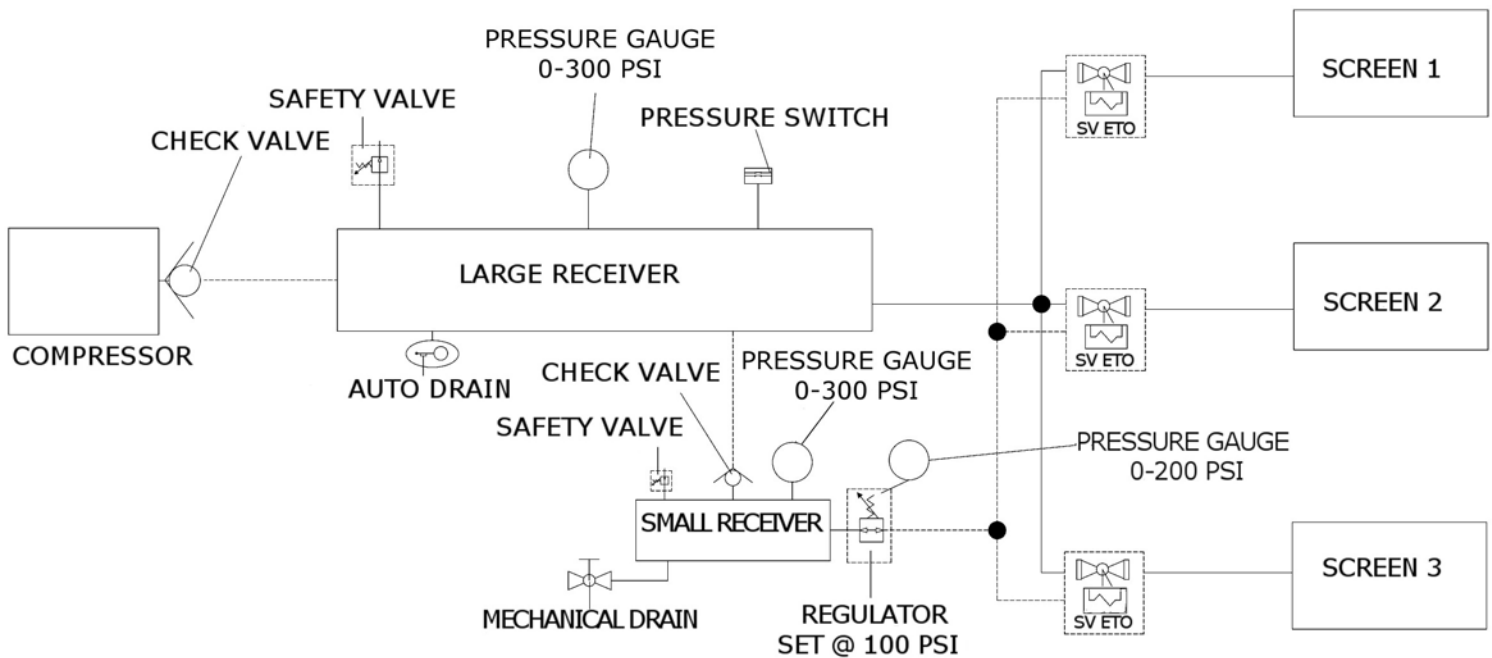 PRESSURE GAUGE
0-300 PSI
SAFETY VALVE
CHECK VALVE
PRESSURE SWITCH
SV ETO
SCREEN 1
LARGE RECEIVER
COMPRESSOR
AUTO DRAIN
SV ETO
SCREEN 2
CHECK VALVE
PRESSURE GAUGE
0-300 PSI
SAFETY VALVE
PRESSURE GAUGE
0-200 PSI
SMALL RECEIVER
MECHANICAL DRAIN
REGULATOR
SET @ 100 PSI
SV ETO
SCREEN 3